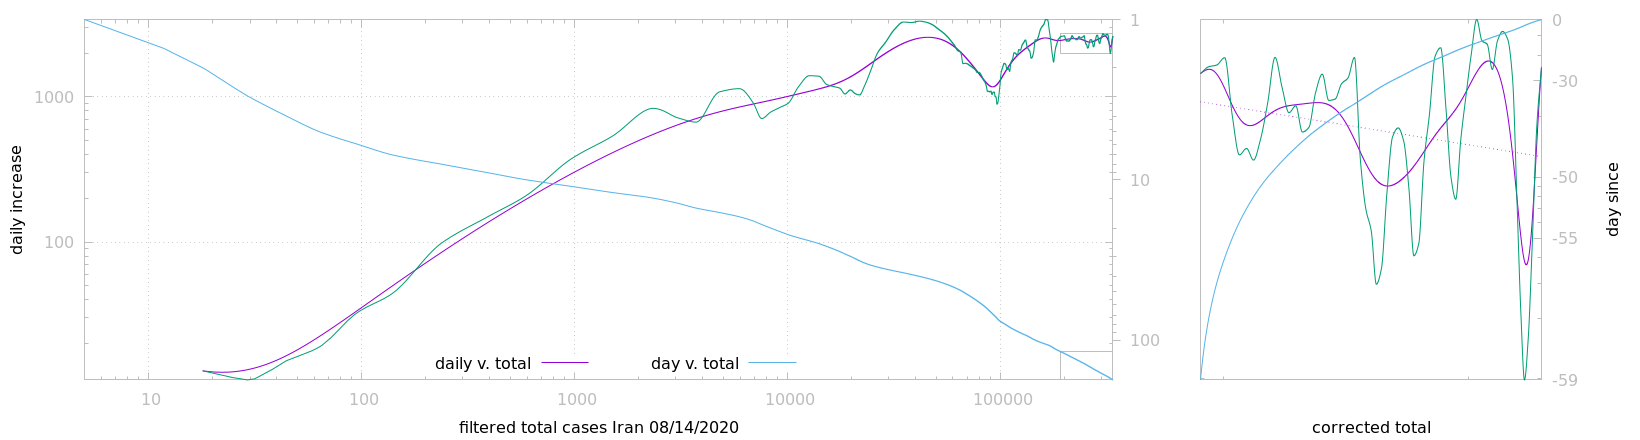 daily increase
1000
100
10
100
1000
10000
100000
1
10
100
daily v. total
day v. total
filtered total cases Iran 08/14/2020
0
-30
-50
-55
-59
day since
corrected total